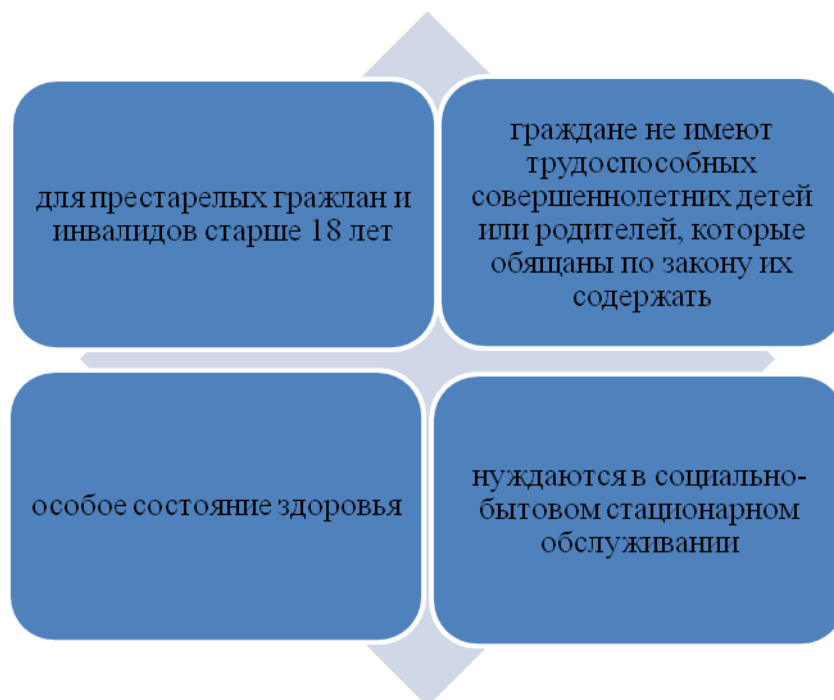 для престарелых гражлан и
инвалидов старше 18 лет
граждане не имеют
трудоспособных
совершеннолетних детей
или родителей, которые
обящаны по закону их
содержать
особое состояние здоровья
нуждаются в социально-
бытовом стационарном
обслуживании